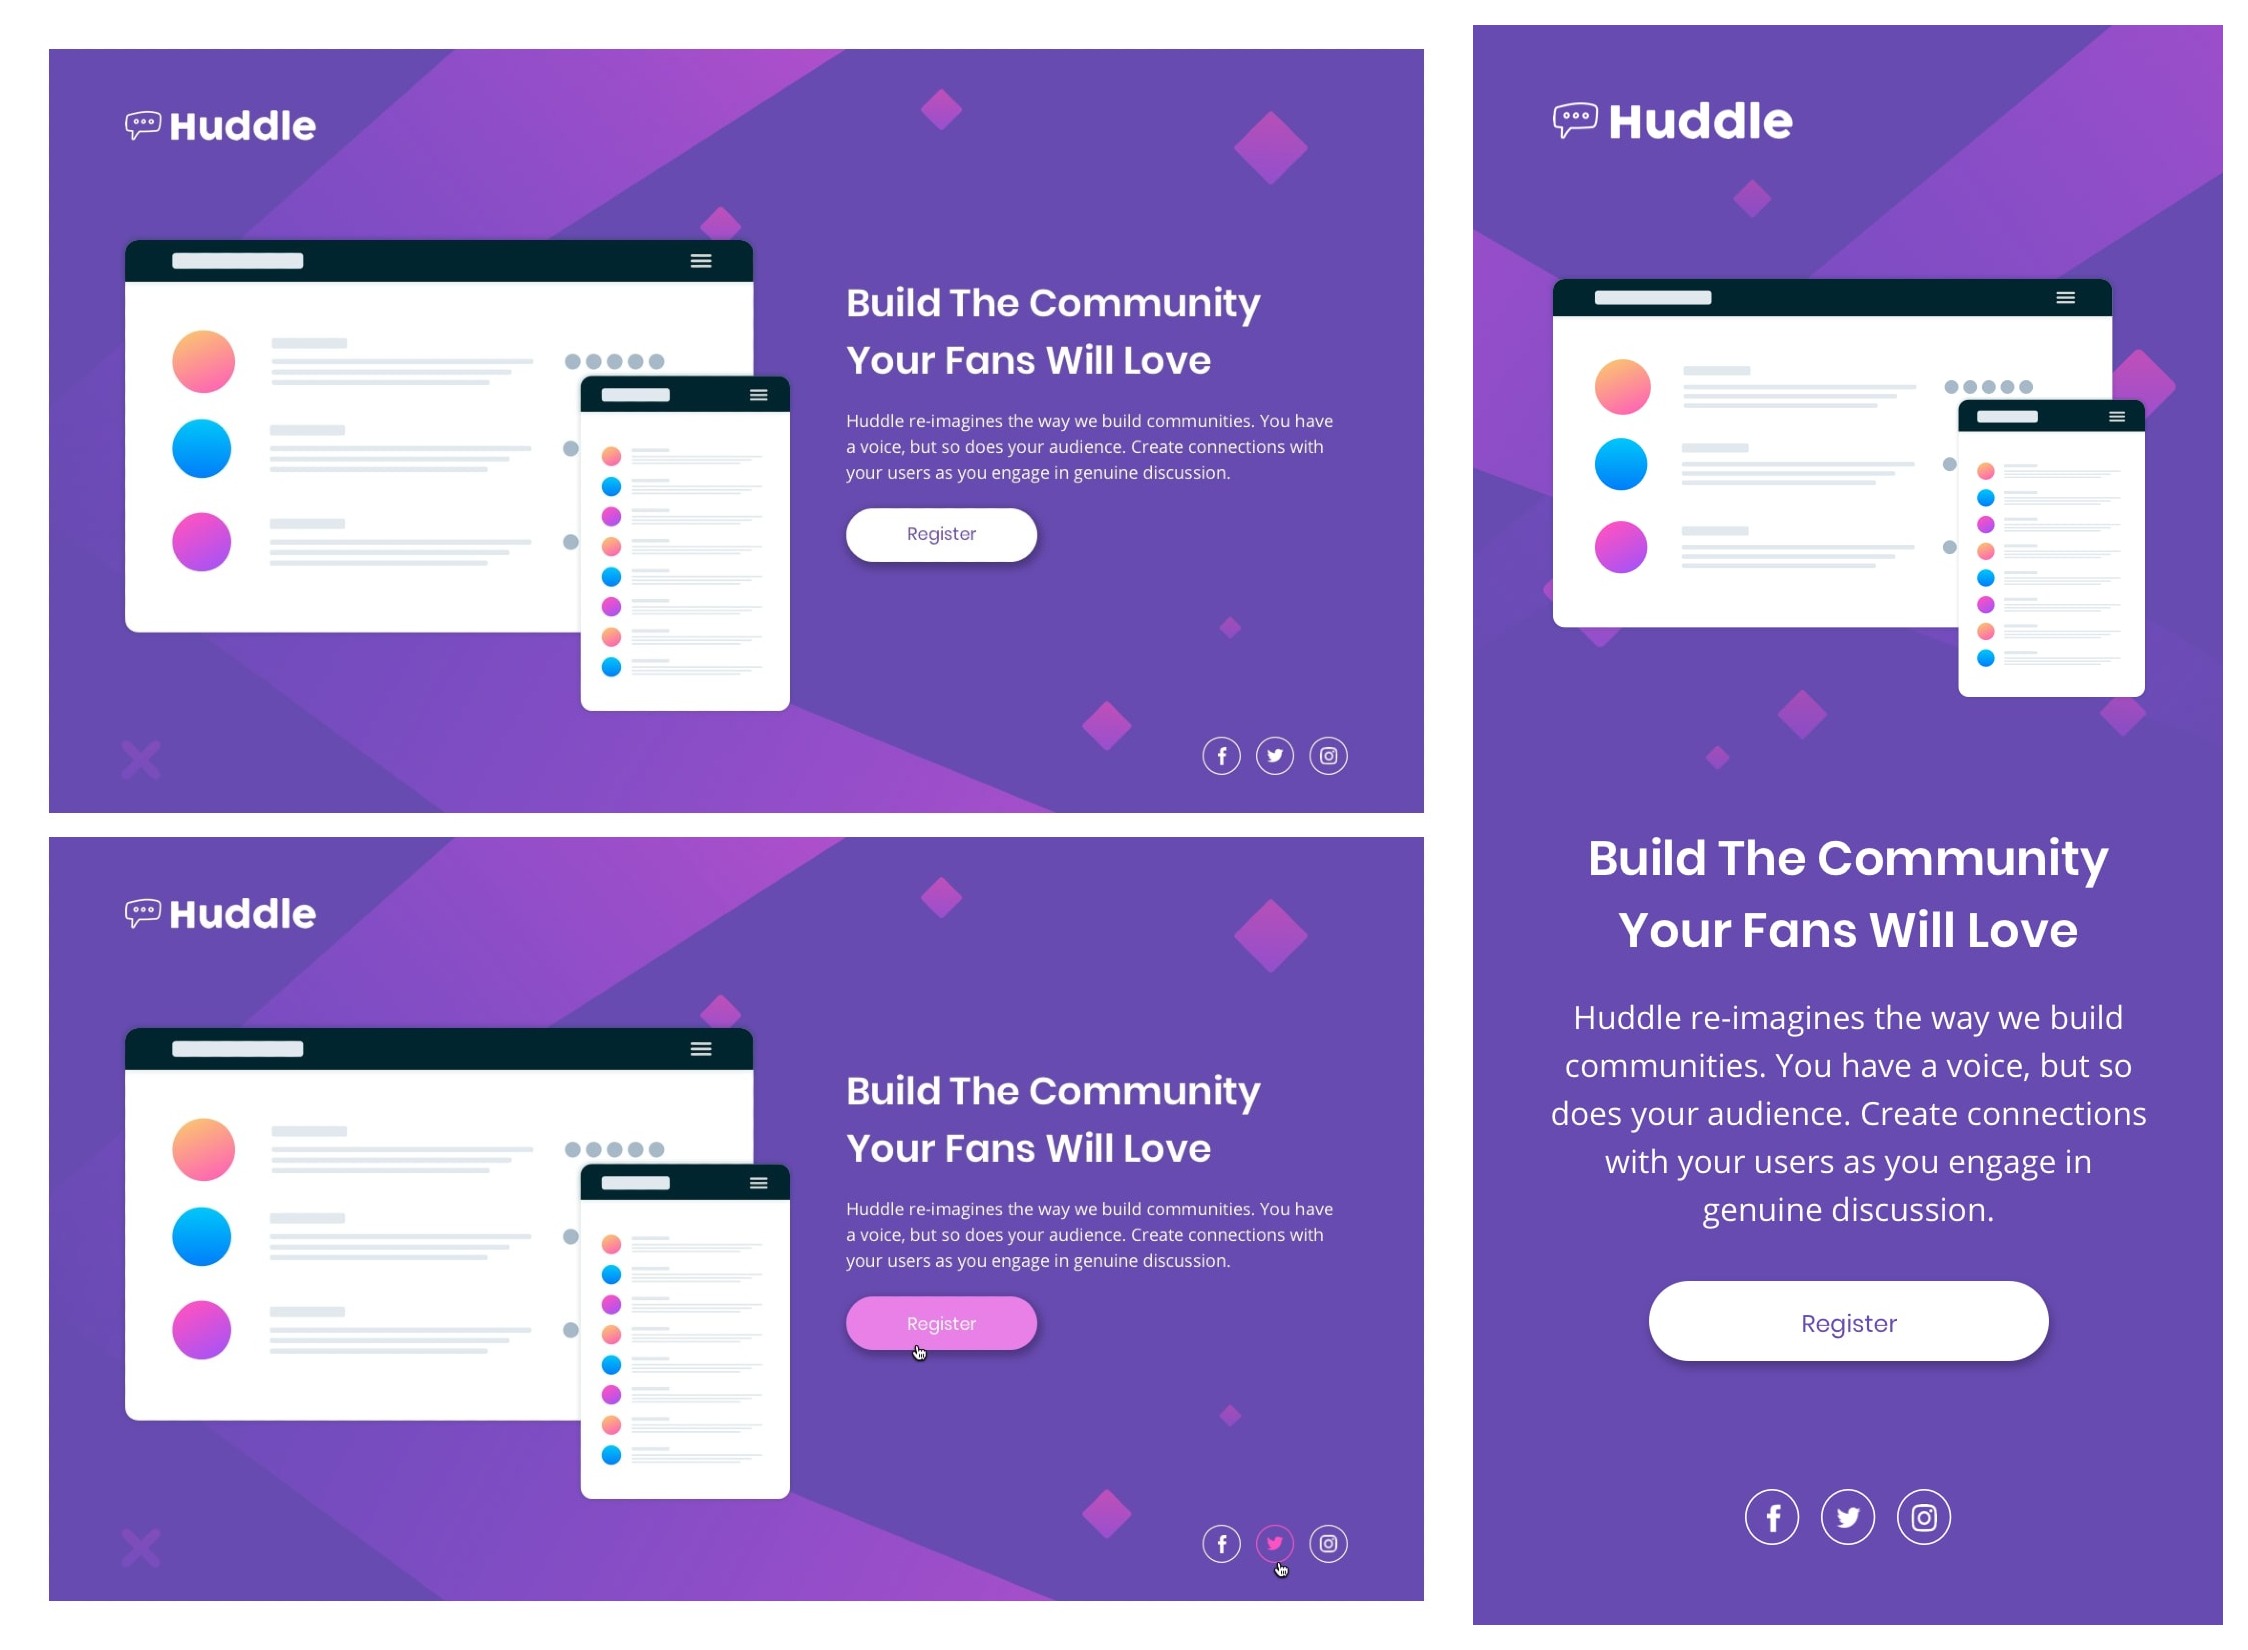 Huddle
Build The Community
Your Fans Will Love
Huddle re-imagines the way we build communities. You have
a voice, but so does your audience. Create connections with
your users as you engage in genuine discussion.
Register
Huddle
Build The Community
Your Fans Will Love
Huddle re-imagines the way we build communities. You have
a voice, but so does your audience. Create connections with
your users as you engage in genuine discussion.
Register
Huddle
Build The Community
Your Fans Will Love
Huddle re-imagines the way we build
communities. You have a voice, but so
does your audience. Create connections
with your users as you engage in
genuine discussion.
Register